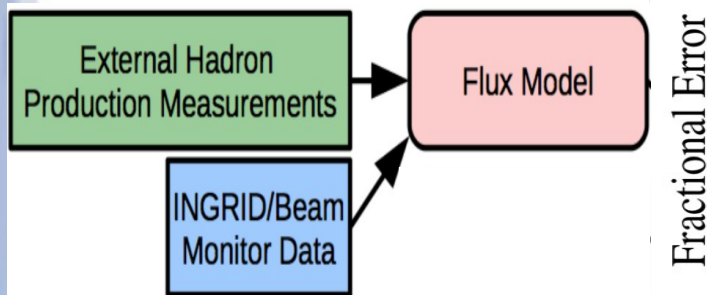 External Hadron
Production Measurements
Flux Model
INGRID/Beam
Monitor Data
Fractional Error